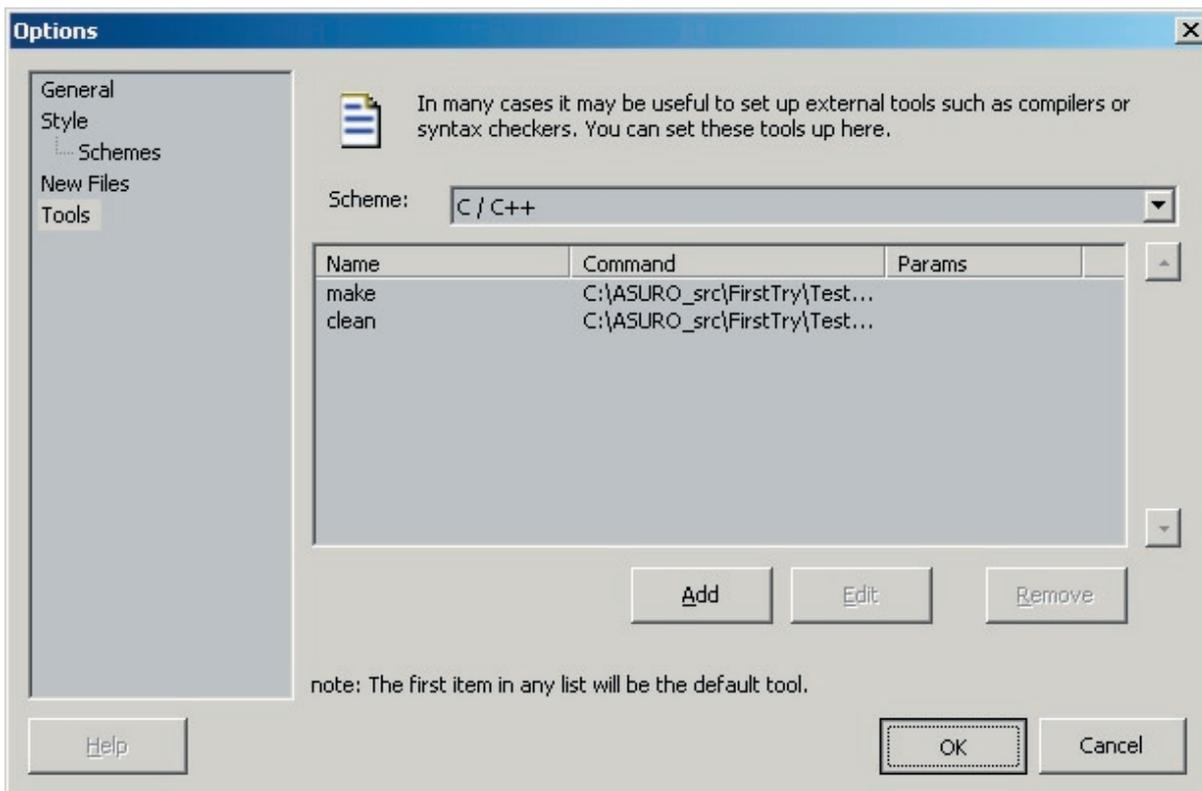 Options
General
Style
Schemes
New Files
Tools
In many cases it may be useful to set up external tools such as compilers or
syntax checkers. You can set these tools up here.
Scheme: C / C++
Name Command Params
make C:\ASURO_src\FirstTry\Test...
clean C:\ASURO_src\FirstTry\Test...
Add Edit Remove
note: The first item in any list will be the default tool.
Help OK Cancel